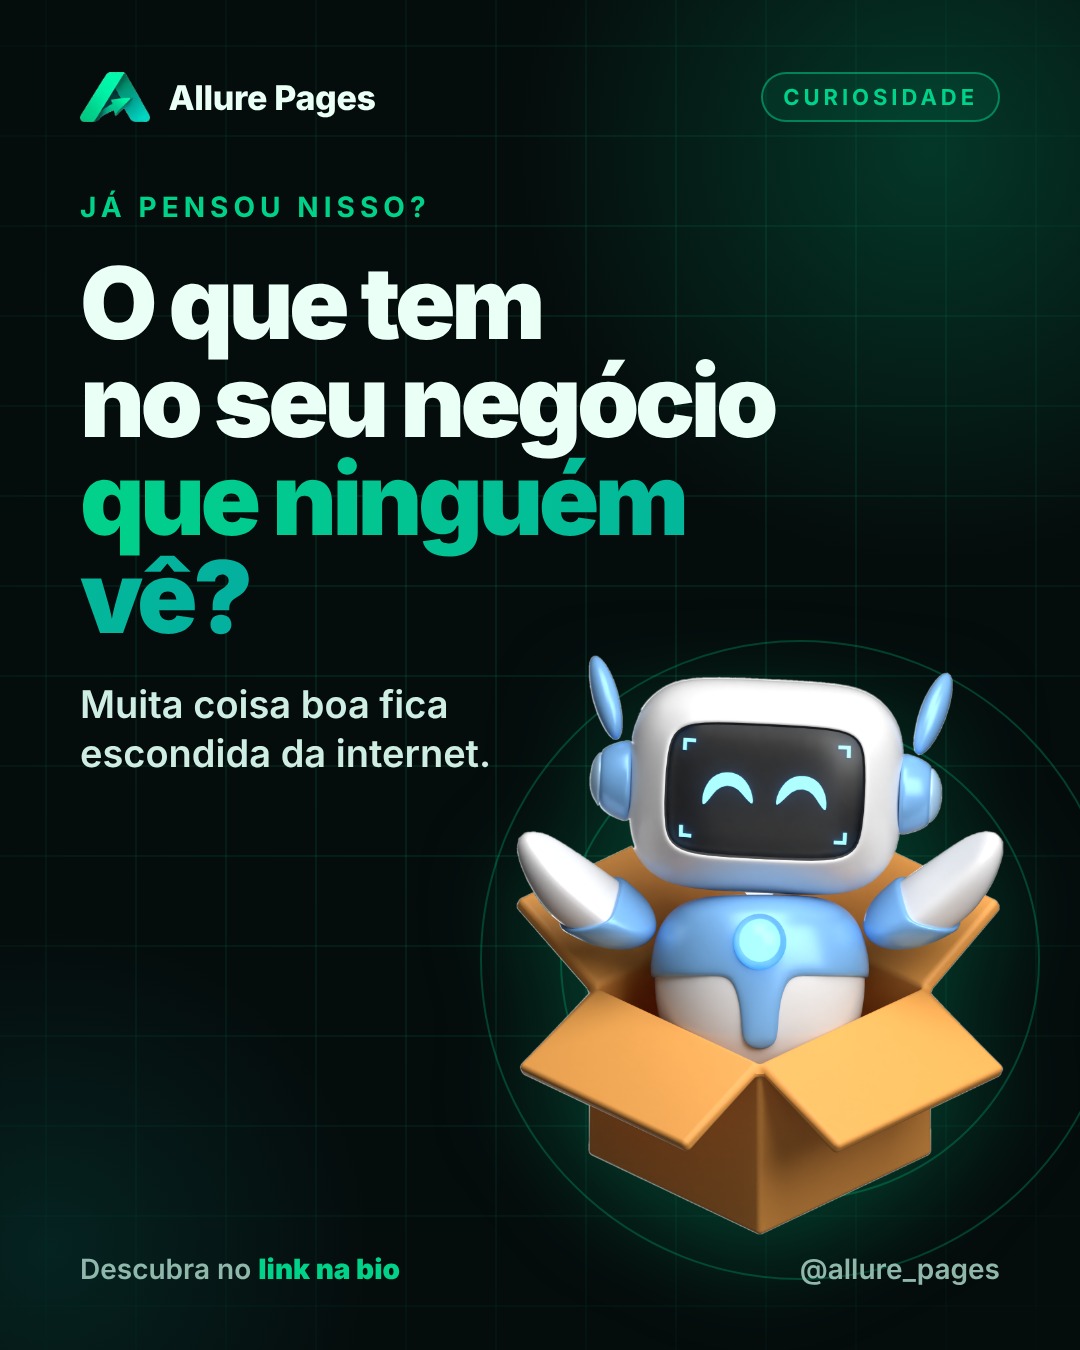 Allure Pages
CURIOSIDADE
JÁ PENSOU NISSO?
O que tem
no seu negócio
que ninguém
vê?
Muita coisa boa fica
escondida da internet.
Descubra no link na bio
@allure_pages